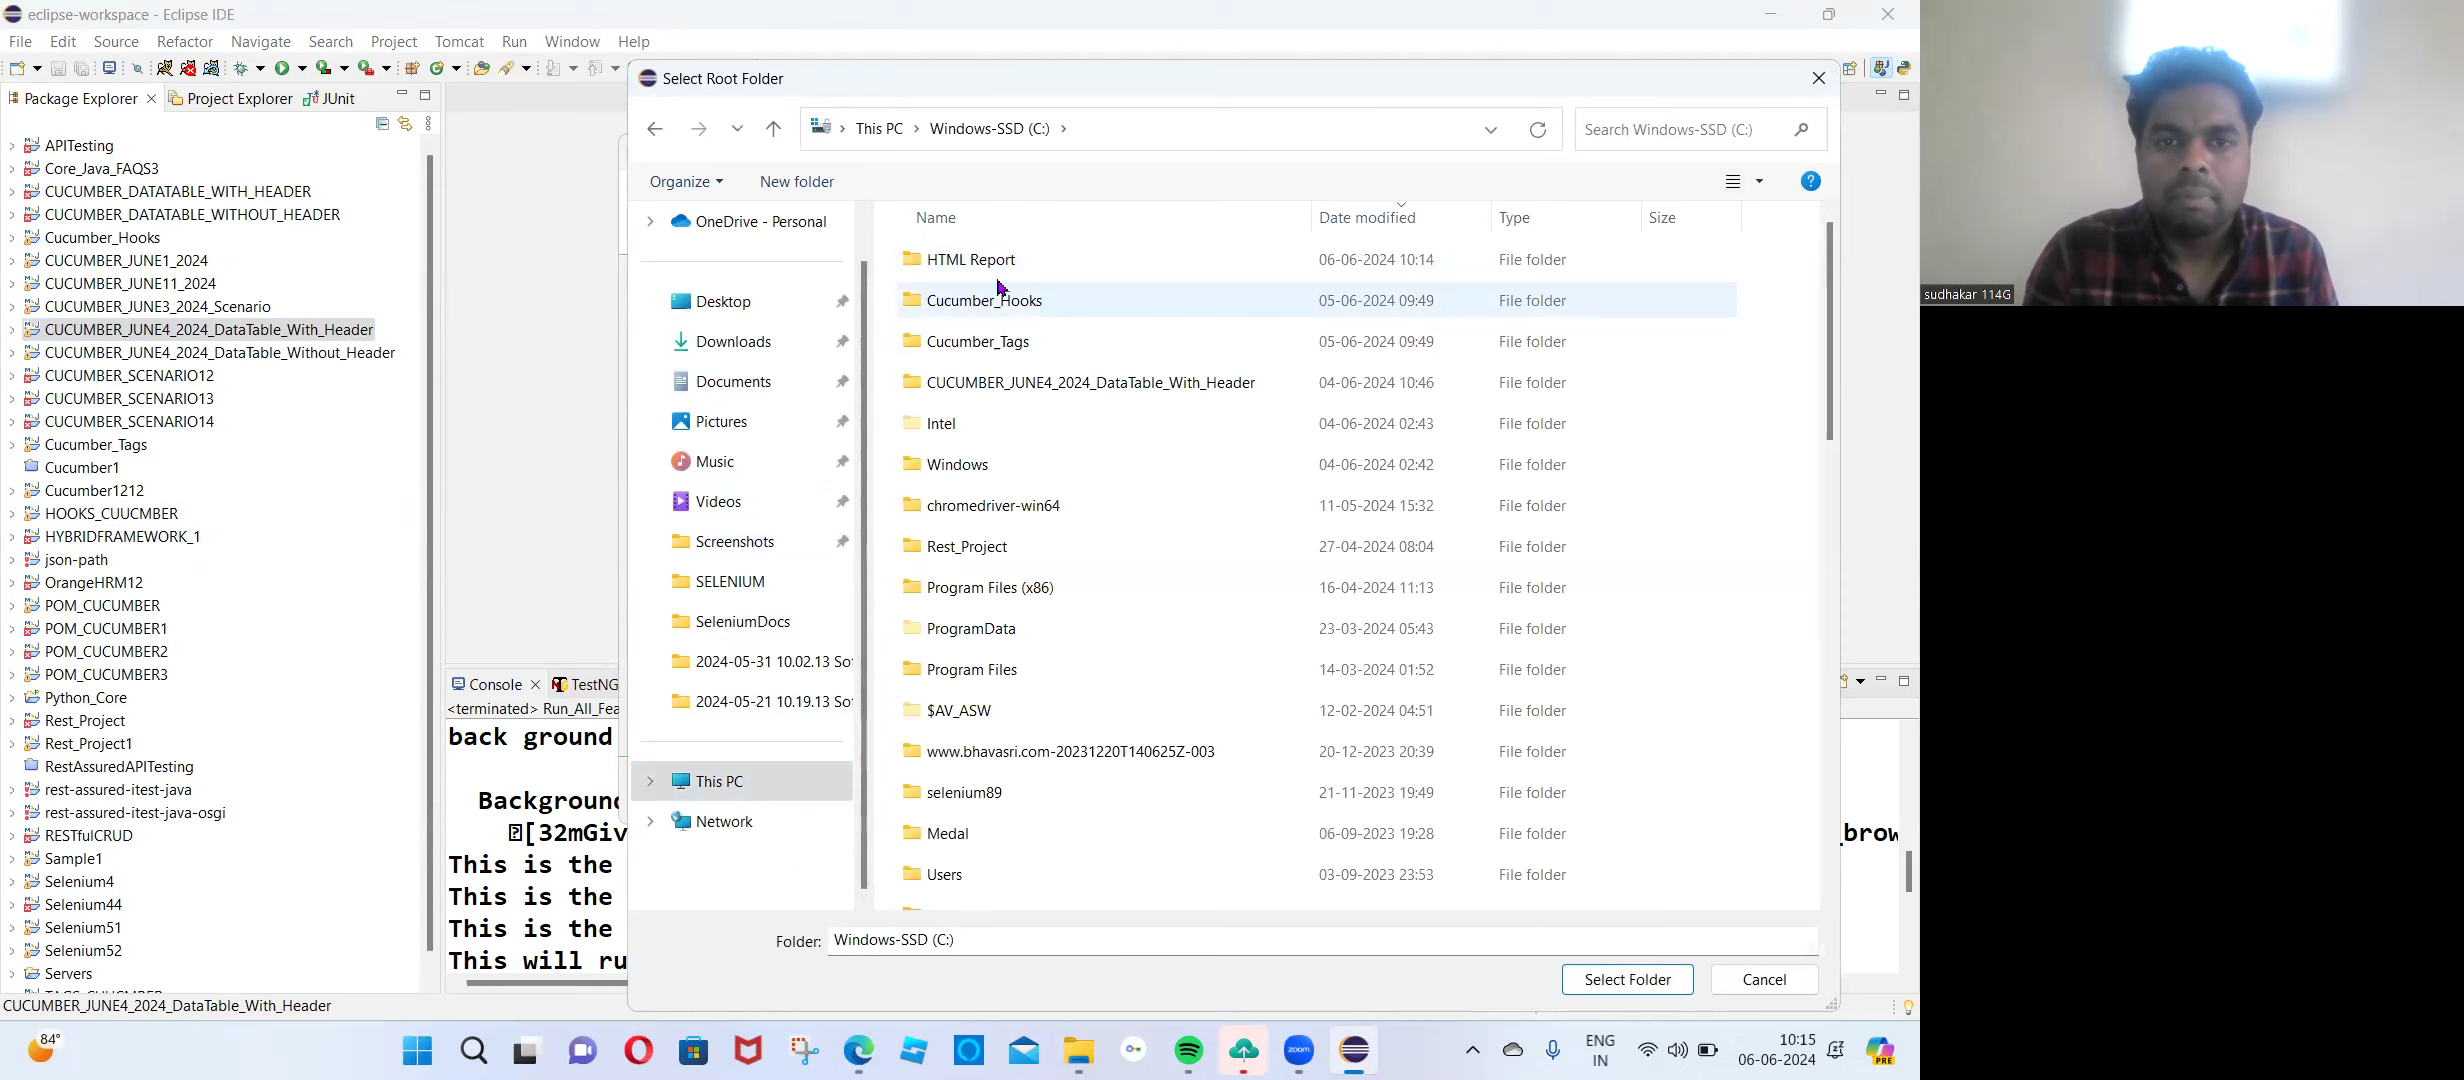 eclipse-workspace - Eclipse IDE
File Edit Source Refactor Navigate Search Project Tomcat Run Window Help
Package Explorer Project Explorer JUnit
APITesting
Core_Java_FAQS3
CUCUMBER_DATATABLE_WITH_HEADER
CUCUMBER_DATATABLE_WITHOUT_HEADER
Cucumber_Hooks
CUCUMBER_JUNE1_2024
CUCUMBER_JUNE11_2024
CUCUMBER_JUNE3_2024_Scenario
CUCUMBER_JUNE4_2024_DataTable_With_Header
CUCUMBER_JUNE4_2024_DataTable_Without_Header
CUCUMBER_SCENARIO12
CUCUMBER_SCENARIO13
CUCUMBER_SCENARIO14
Cucumber_Tags
Cucumber1
Cucumber1212
HOOKS_CUUCMBER
HYBRIDFRAMEWORK_1
json-path
OrangeHRM12
POM_CUCUMBER
POM_CUCUMBER1
POM_CUCUMBER2
POM_CUCUMBER3
Python_Core
Rest_Project
Rest_Project1
RestAssuredAPITesting
rest-assured-itest-java
rest-assured-itest-java-osgi
RESTfulCRUD
Sample1
Selenium4
Selenium44
Selenium51
Selenium52
Servers
CUCUMBER_JUNE4_2024_DataTable_With_Header
Console TestNG
<terminated> Run_All_Fea
back ground
Background
[32mGiv
This is the
This is the
This is the
This will ru
_brow
Select Root Folder
This PC > Windows-SSD (C:) >
Search Windows-SSD (C:)
Organize New folder
OneDrive - Personal
Desktop
Downloads
Documents
Pictures
Music
Videos
Screenshots
SELENIUM
SeleniumDocs
2024-05-31 10.02.13 Sof
2024-05-21 10.19.13 Sof
This PC
Network
Name Date modified Type Size
HTML Report 06-06-2024 10:14 File folder
Cucumber_Hooks 05-06-2024 09:49 File folder
Cucumber_Tags 05-06-2024 09:49 File folder
CUCUMBER_JUNE4_2024_DataTable_With_Header 04-06-2024 10:46 File folder
Intel 04-06-2024 02:43 File folder
Windows 04-06-2024 02:42 File folder
chromedriver-win64 11-05-2024 15:32 File folder
Rest_Project 27-04-2024 08:04 File folder
Program Files (x86) 16-04-2024 11:13 File folder
ProgramData 23-03-2024 05:43 File folder
Program Files 14-03-2024 01:52 File folder
$AV_ASW 12-02-2024 04:51 File folder
www.bhavasri.com-20231220T140625Z-003 20-12-2023 20:39 File folder
selenium89 21-11-2023 19:49 File folder
Medal 06-09-2023 19:28 File folder
Users 03-09-2023 23:53 File folder
Folder: Windows-SSD (C:)
Select Folder Cancel
sudhakar 114G
84°
zoom
ENG
IN
10:15
06-06-2024
PRE